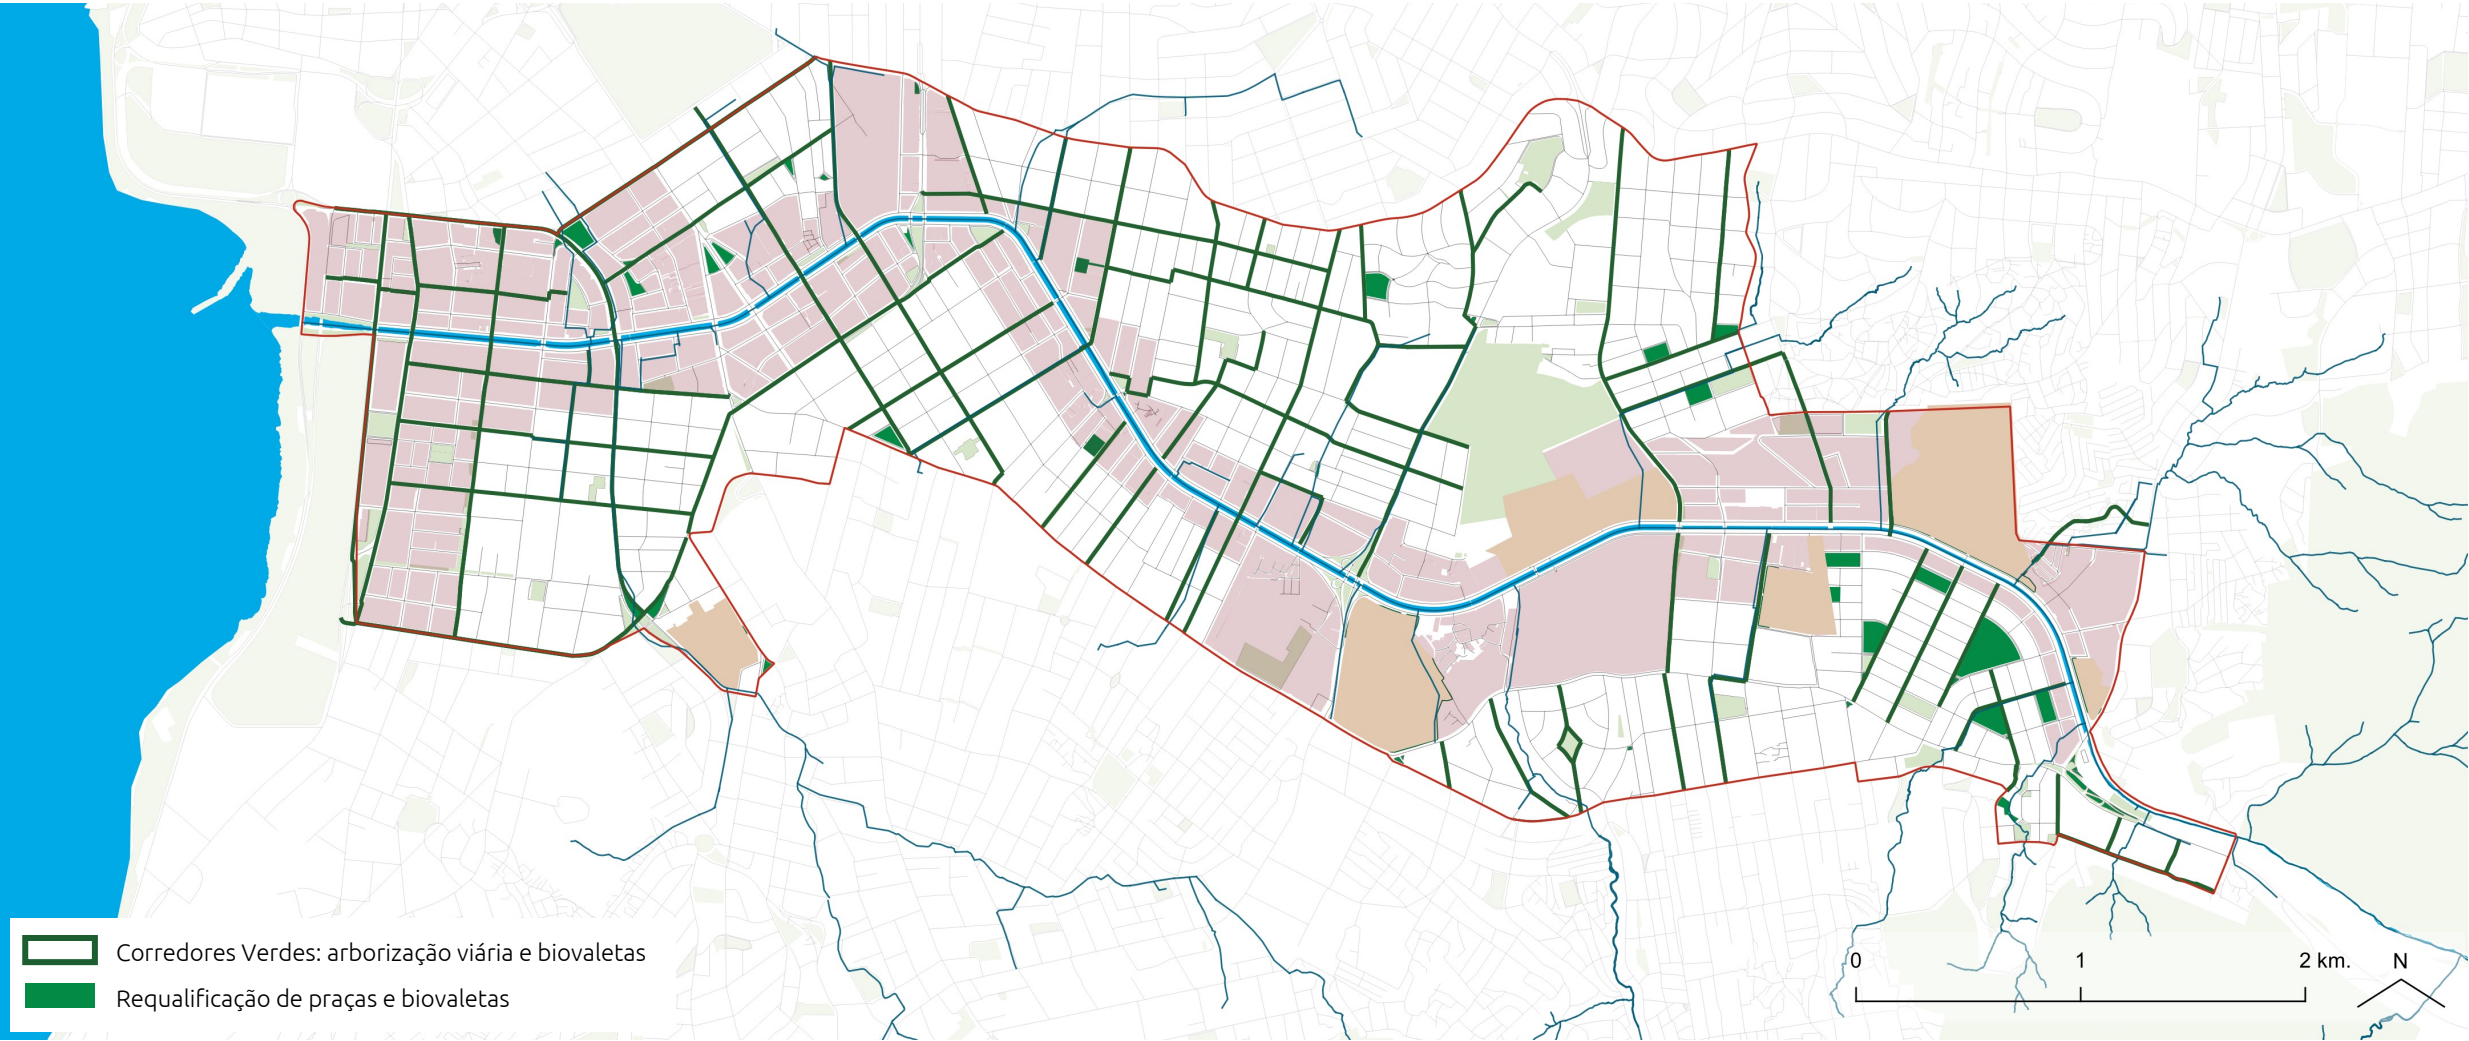 Corredores Verdes: arborização viária e biovaletas
Requalificação de praças e biovaletas
0 1 2 km. N